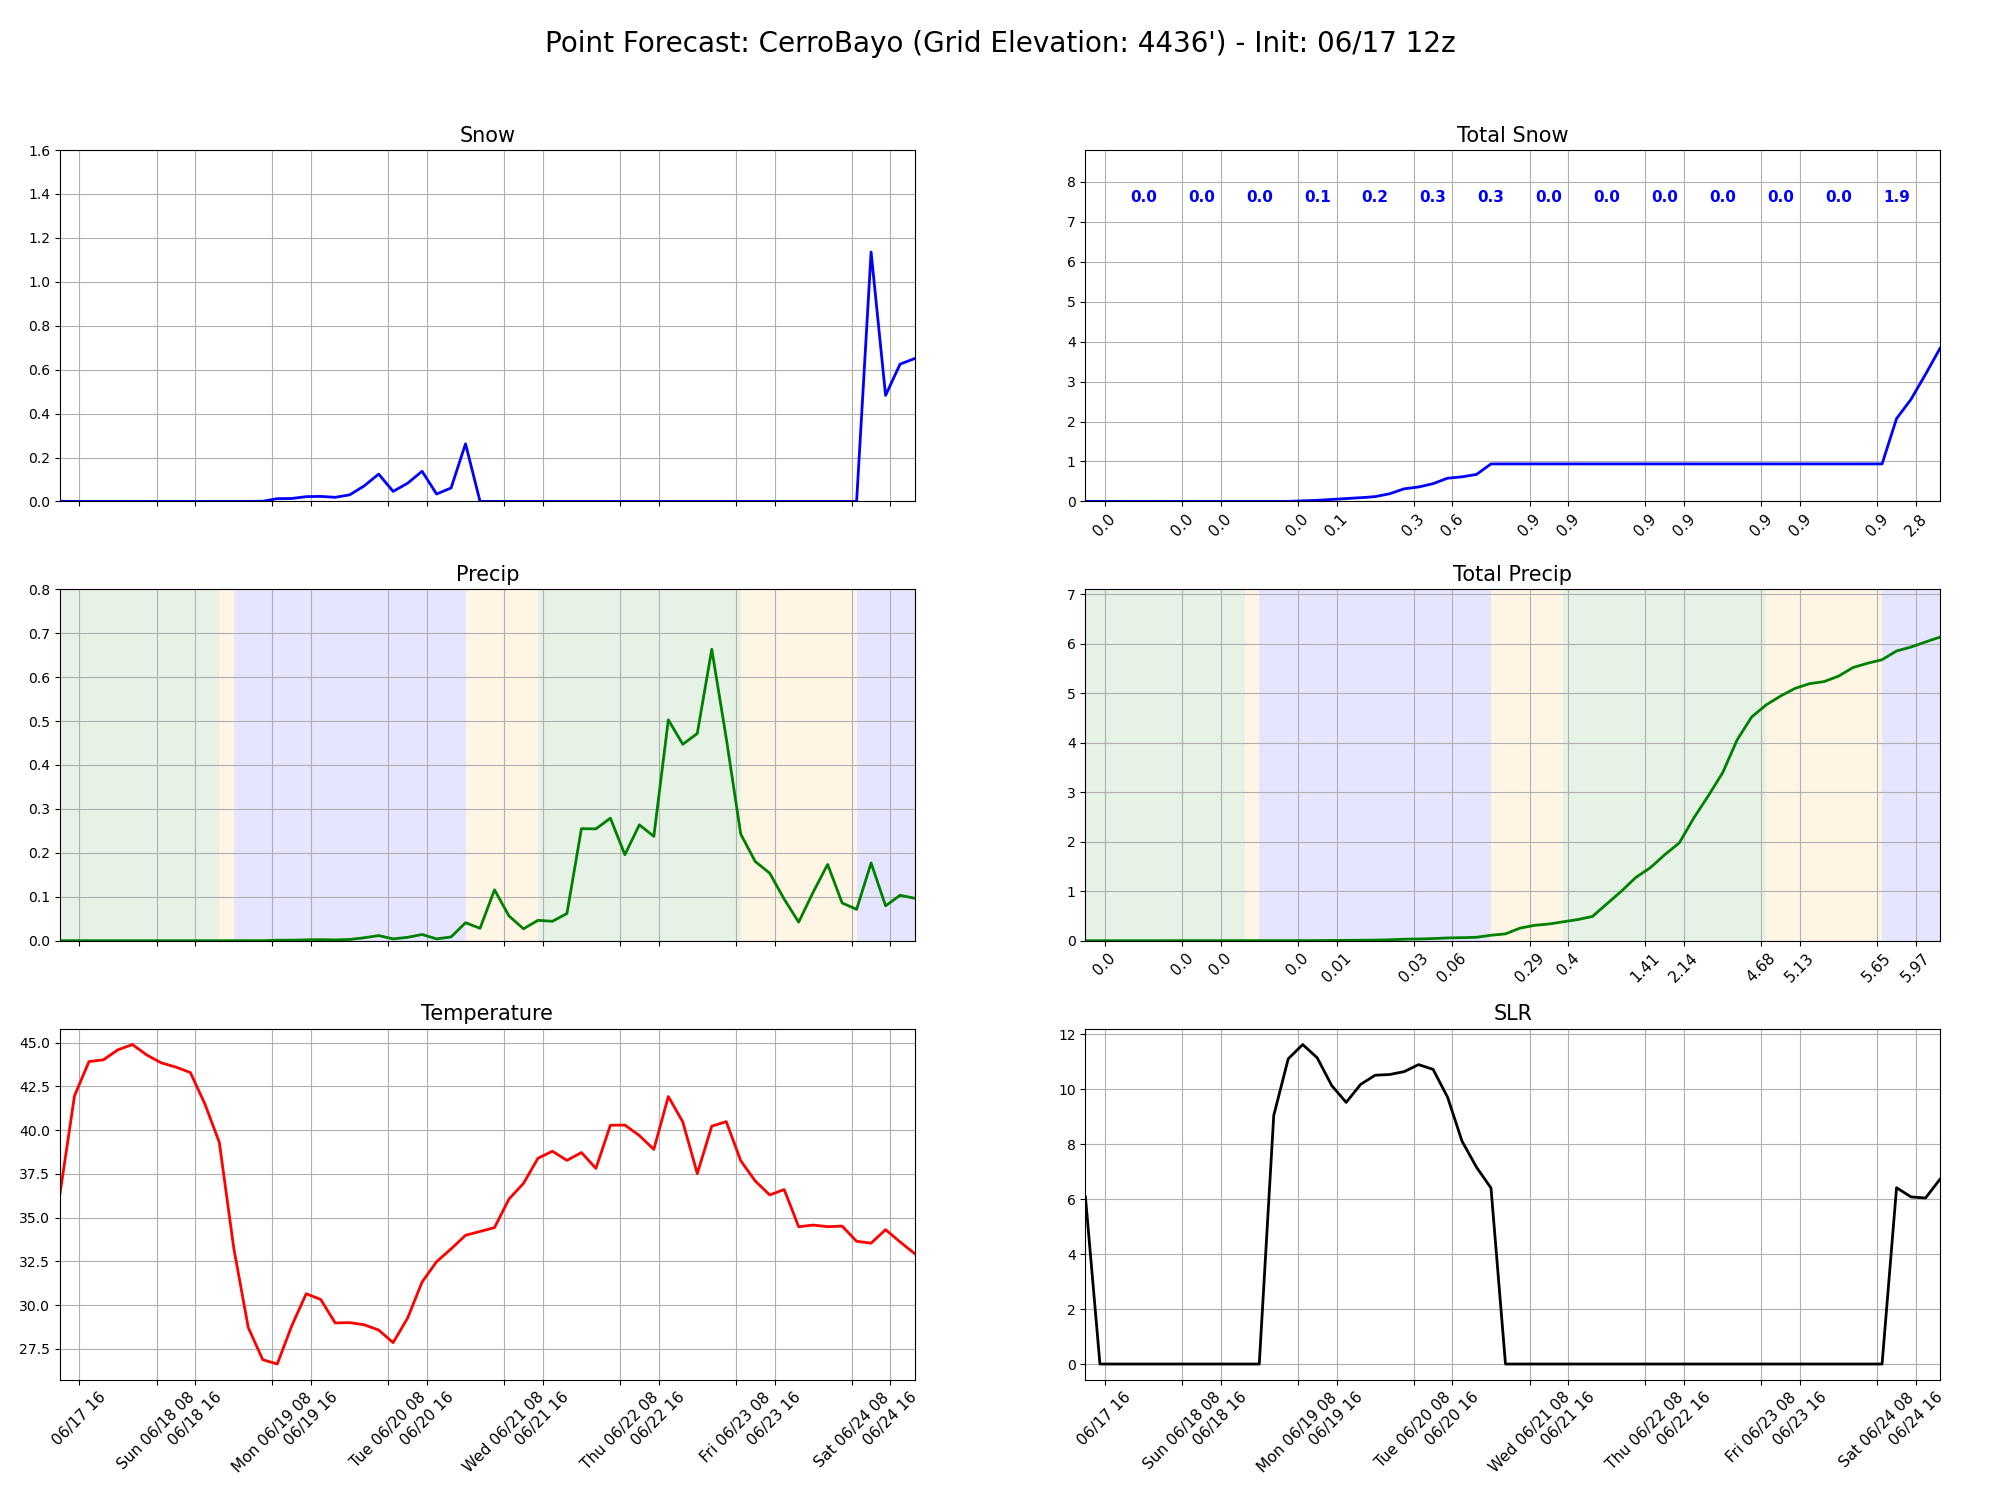 Point Forecast: CerroBayo (Grid Elevation: 4436') - Init: 06/17 12z
Snow
1.6
1.4
1.2
1.0
0.8
0.6
0.4
0.2
0.0
Total Snow
8
7
6
5
4
3
2
1
0
0.0 0.0 0.0 0.1 0.2 0.3 0.3 0.0 0.0 0.0 0.0 0.0 0.0 1.9
0.0 0.0 0.0 0.0 0.1 0.3 0.6 0.9 0.9 0.9 0.9 0.9 0.9 0.9 2.8
Precip
0.8
0.7
0.6
0.5
0.4
0.3
0.2
0.1
0.0
Total Precip
7
6
5
4
3
2
1
0
0.0 0.0 0.0 0.0 0.01 0.03 0.06 0.29 0.4 1.41 2.14 4.68 5.13 5.65 5.97
Temperature
45.0
42.5
40.0
37.5
35.0
32.5
30.0
27.5
06/17 16
Sun 06/18 08
06/18 16
Mon 06/19 08
06/19 16
Tue 06/20 08
06/20 16
Wed 06/21 08
06/21 16
Thu 06/22 08
06/22 16
Fri 06/23 08
06/23 16
Sat 06/24 08
06/24 16
SLR
12
10
8
6
4
2
0
06/17 16
Sun 06/18 08
06/18 16
Mon 06/19 08
06/19 16
Tue 06/20 08
06/20 16
Wed 06/21 08
06/21 16
Thu 06/22 08
06/22 16
Fri 06/23 08
06/23 16
Sat 06/24 08
06/24 16